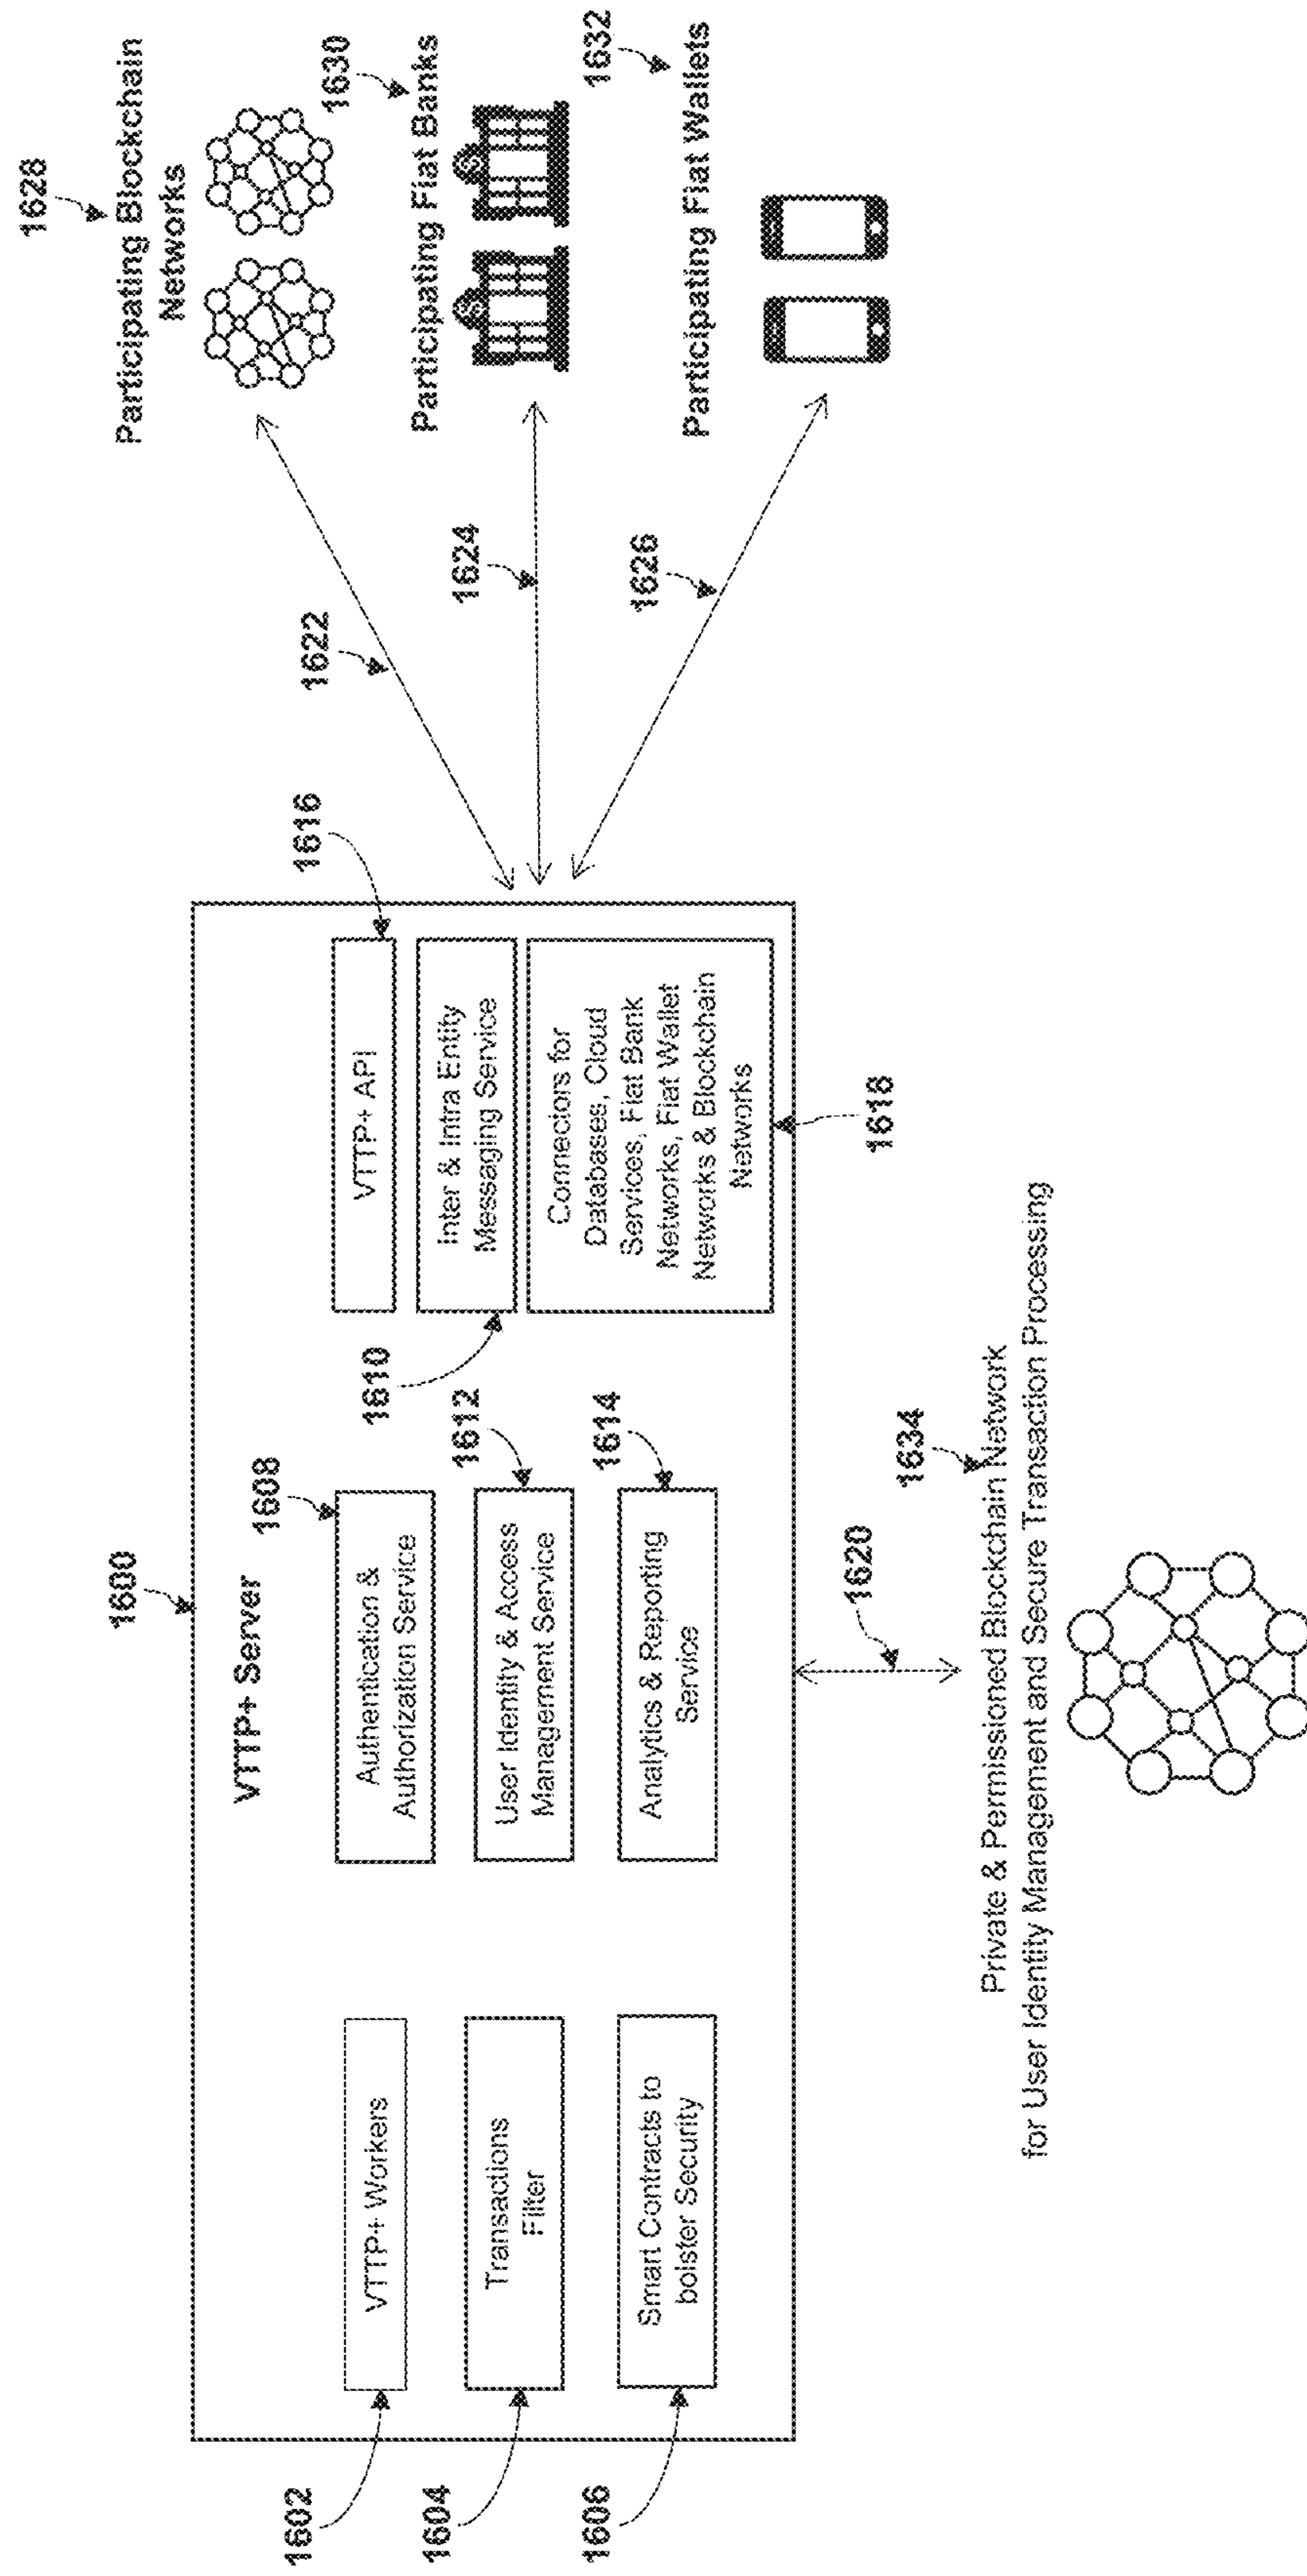 1600
VTTP+ Server
1602
VTTP+ Workers
1604
Transactions
Filter
1606
Smart Contracts to
bolster Security
1608
Authentication &
Authorization Service
1612
User Identity & Access
Management Service
1614
Analytics & Reporting
Service
1616
VTTP+ API
1610
Inter & Intra Entity
Messaging Service
Connectors for
Databases, Cloud
Services, Fiat Bank
Networks, Fiat Wallet
Networks & Blockchain
Networks
1618
1622
1624
1626
1628
Participating Blockchain
Networks
1630
Participating Fiat Banks
1632
Participating Fiat Wallets
1620
1634
Private & Permissioned Blockchain Network
for User Identity Management and Secure Transaction Processing